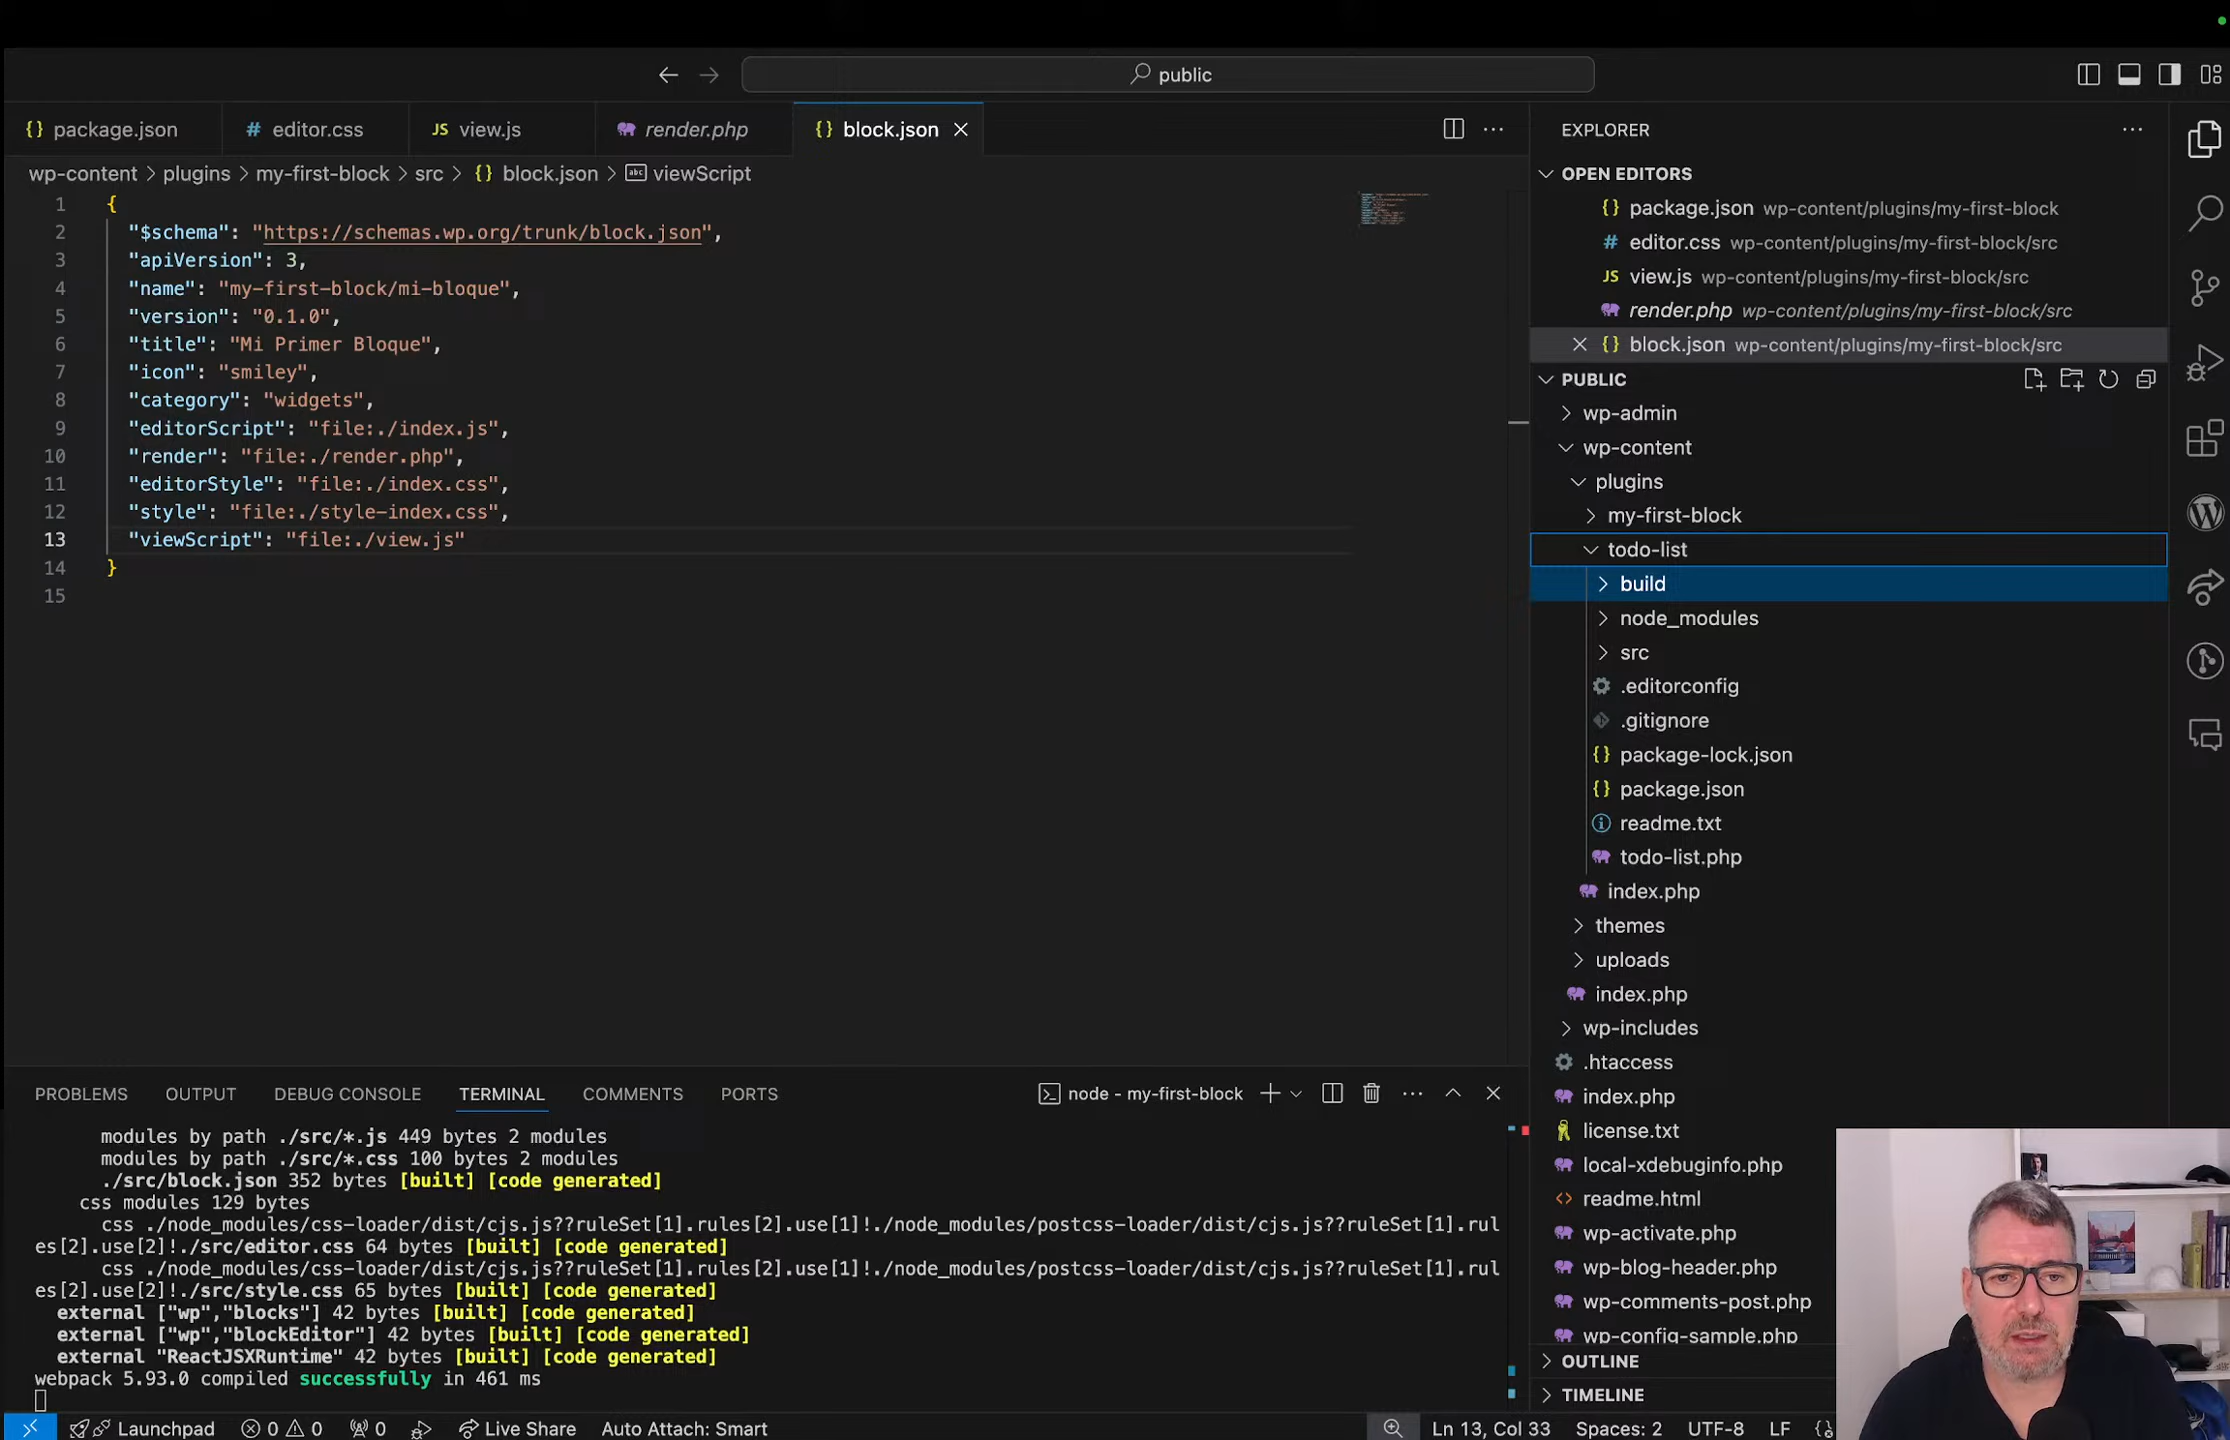 public
package.json
editor.css
view.js
render.php
block.json
wp-content > plugins > my-first-block > src > {} block.json > viewScript
1 {
2 "$schema": "https://schemas.wp.org/trunk/block.json",
3 "apiVersion": 3,
4 "name": "my-first-block/mi-bloque",
5 "version": "0.1.0",
6 "title": "Mi Primer Bloque",
7 "icon": "smiley",
8 "category": "widgets",
9 "editorScript": "file:./index.js",
10 "render": "file:./render.php",
11 "editorStyle": "file:./index.css",
12 "style": "file:./style-index.css",
13 "viewScript": "file:./view.js"
14 }
15
PROBLEMS OUTPUT DEBUG CONSOLE TERMINAL COMMENTS PORTS
node - my-first-block
modules by path ./src/*.js 449 bytes 2 modules
modules by path ./src/*.css 100 bytes 2 modules
./src/block.json 352 bytes [built] [code generated]
css modules 129 bytes
css ./node_modules/css-loader/dist/cjs.js??ruleSet[1].rules[2].use[1]!./node_modules/postcss-loader/dist/cjs.js??ruleSet[1].rul
es[2].use[2]!./src/editor.css 64 bytes [built] [code generated]
css ./node_modules/css-loader/dist/cjs.js??ruleSet[1].rules[2].use[1]!./node_modules/postcss-loader/dist/cjs.js??ruleSet[1].rul
es[2].use[2]!./src/style.css 65 bytes [built] [code generated]
external ["wp","blocks"] 42 bytes [built] [code generated]
external ["wp","blockEditor"] 42 bytes [built] [code generated]
external "ReactJSXRuntime" 42 bytes [built] [code generated]
webpack 5.93.0 compiled successfully in 461 ms
EXPLORER
OPEN EDITORS
package.json wp-content/plugins/my-first-block
editor.css wp-content/plugins/my-first-block/src
view.js wp-content/plugins/my-first-block/src
render.php wp-content/plugins/my-first-block/src
block.json wp-content/plugins/my-first-block/src
PUBLIC
wp-admin
wp-content
plugins
my-first-block
todo-list
build
node_modules
src
.editorconfig
.gitignore
package-lock.json
package.json
readme.txt
todo-list.php
index.php
themes
uploads
index.php
wp-includes
.htaccess
index.php
license.txt
local-xdebuginfo.php
readme.html
wp-activate.php
wp-blog-header.php
wp-comments-post.php
wp-config-sample.php
OUTLINE
TIMELINE
Launchpad 0 0 0 Live Share Auto Attach: Smart
Ln 13, Col 33 Spaces: 2 UTF-8 LF {}